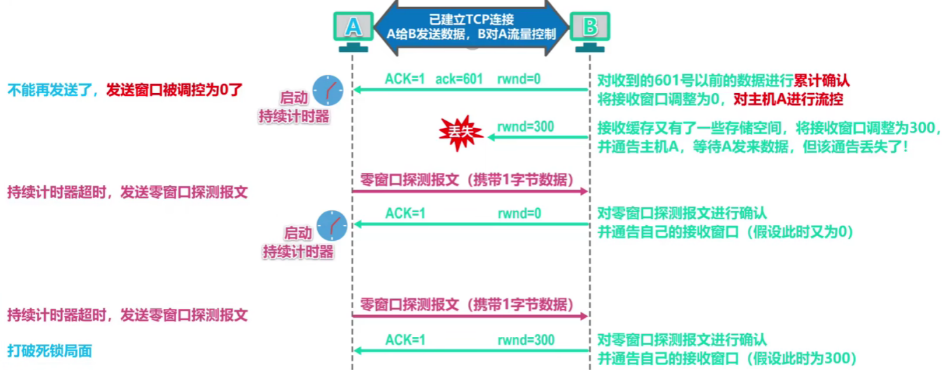 已建立TCP连接
A给B发送数据，B对A流量控制
A
B
不能再发送了，发送窗口被调控为0了
启动
持续计时器
ACK=1 ack=601 rwnd=0
对收到的601号以前的数据进行累计确认
将接收窗口调整为0，对主机A进行流控
丢失
rwnd=300
接收缓存又有了一些存储空间，将接收窗口调整为300，
并通告主机A，等待A发来数据，但该通告丢失了！
持续计时器超时，发送零窗口探测报文
零窗口探测报文（携带1字节数据）
启动
持续计时器
ACK=1 rwnd=0
对零窗口探测报文进行确认
并通告自己的接收窗口（假设此时又为0）
持续计时器超时，发送零窗口探测报文
零窗口探测报文（携带1字节数据）
打破死锁局面
ACK=1 rwnd=300
对零窗口探测报文进行确认
并通告自己的接收窗口（假设此时为300）